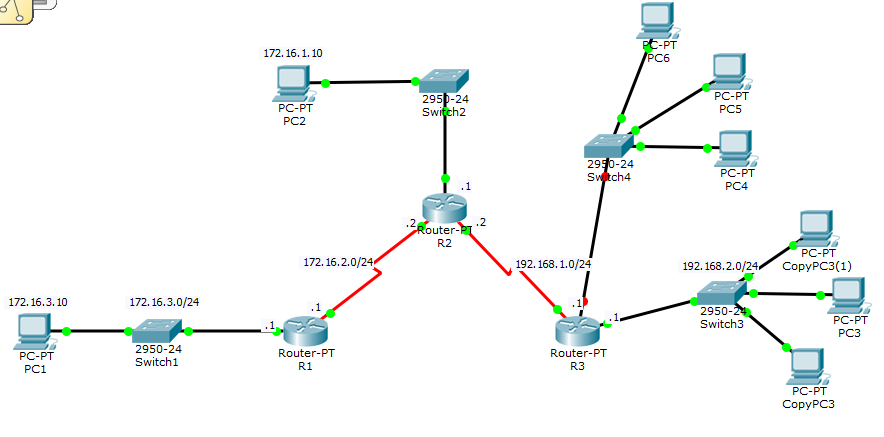 PC-PT
PC6
172.16.1.10
PC-PT
PC2
2950-24
Switch2
PC-PT
PC5
2950-24
Switch4
PC-PT
PC4
.1
.2
.2
Router-PT
R2
172.16.2.0/24
192.168.1.0/24
192.168.2.0/24
PC-PT
CopyPC3(1)
172.16.3.10
172.16.3.0/24
.1
.1
.1
.1
PC-PT
PC1
2950-24
Switch1
Router-PT
R1
Router-PT
R3
2950-24
Switch3
PC-PT
PC3
PC-PT
CopyPC3